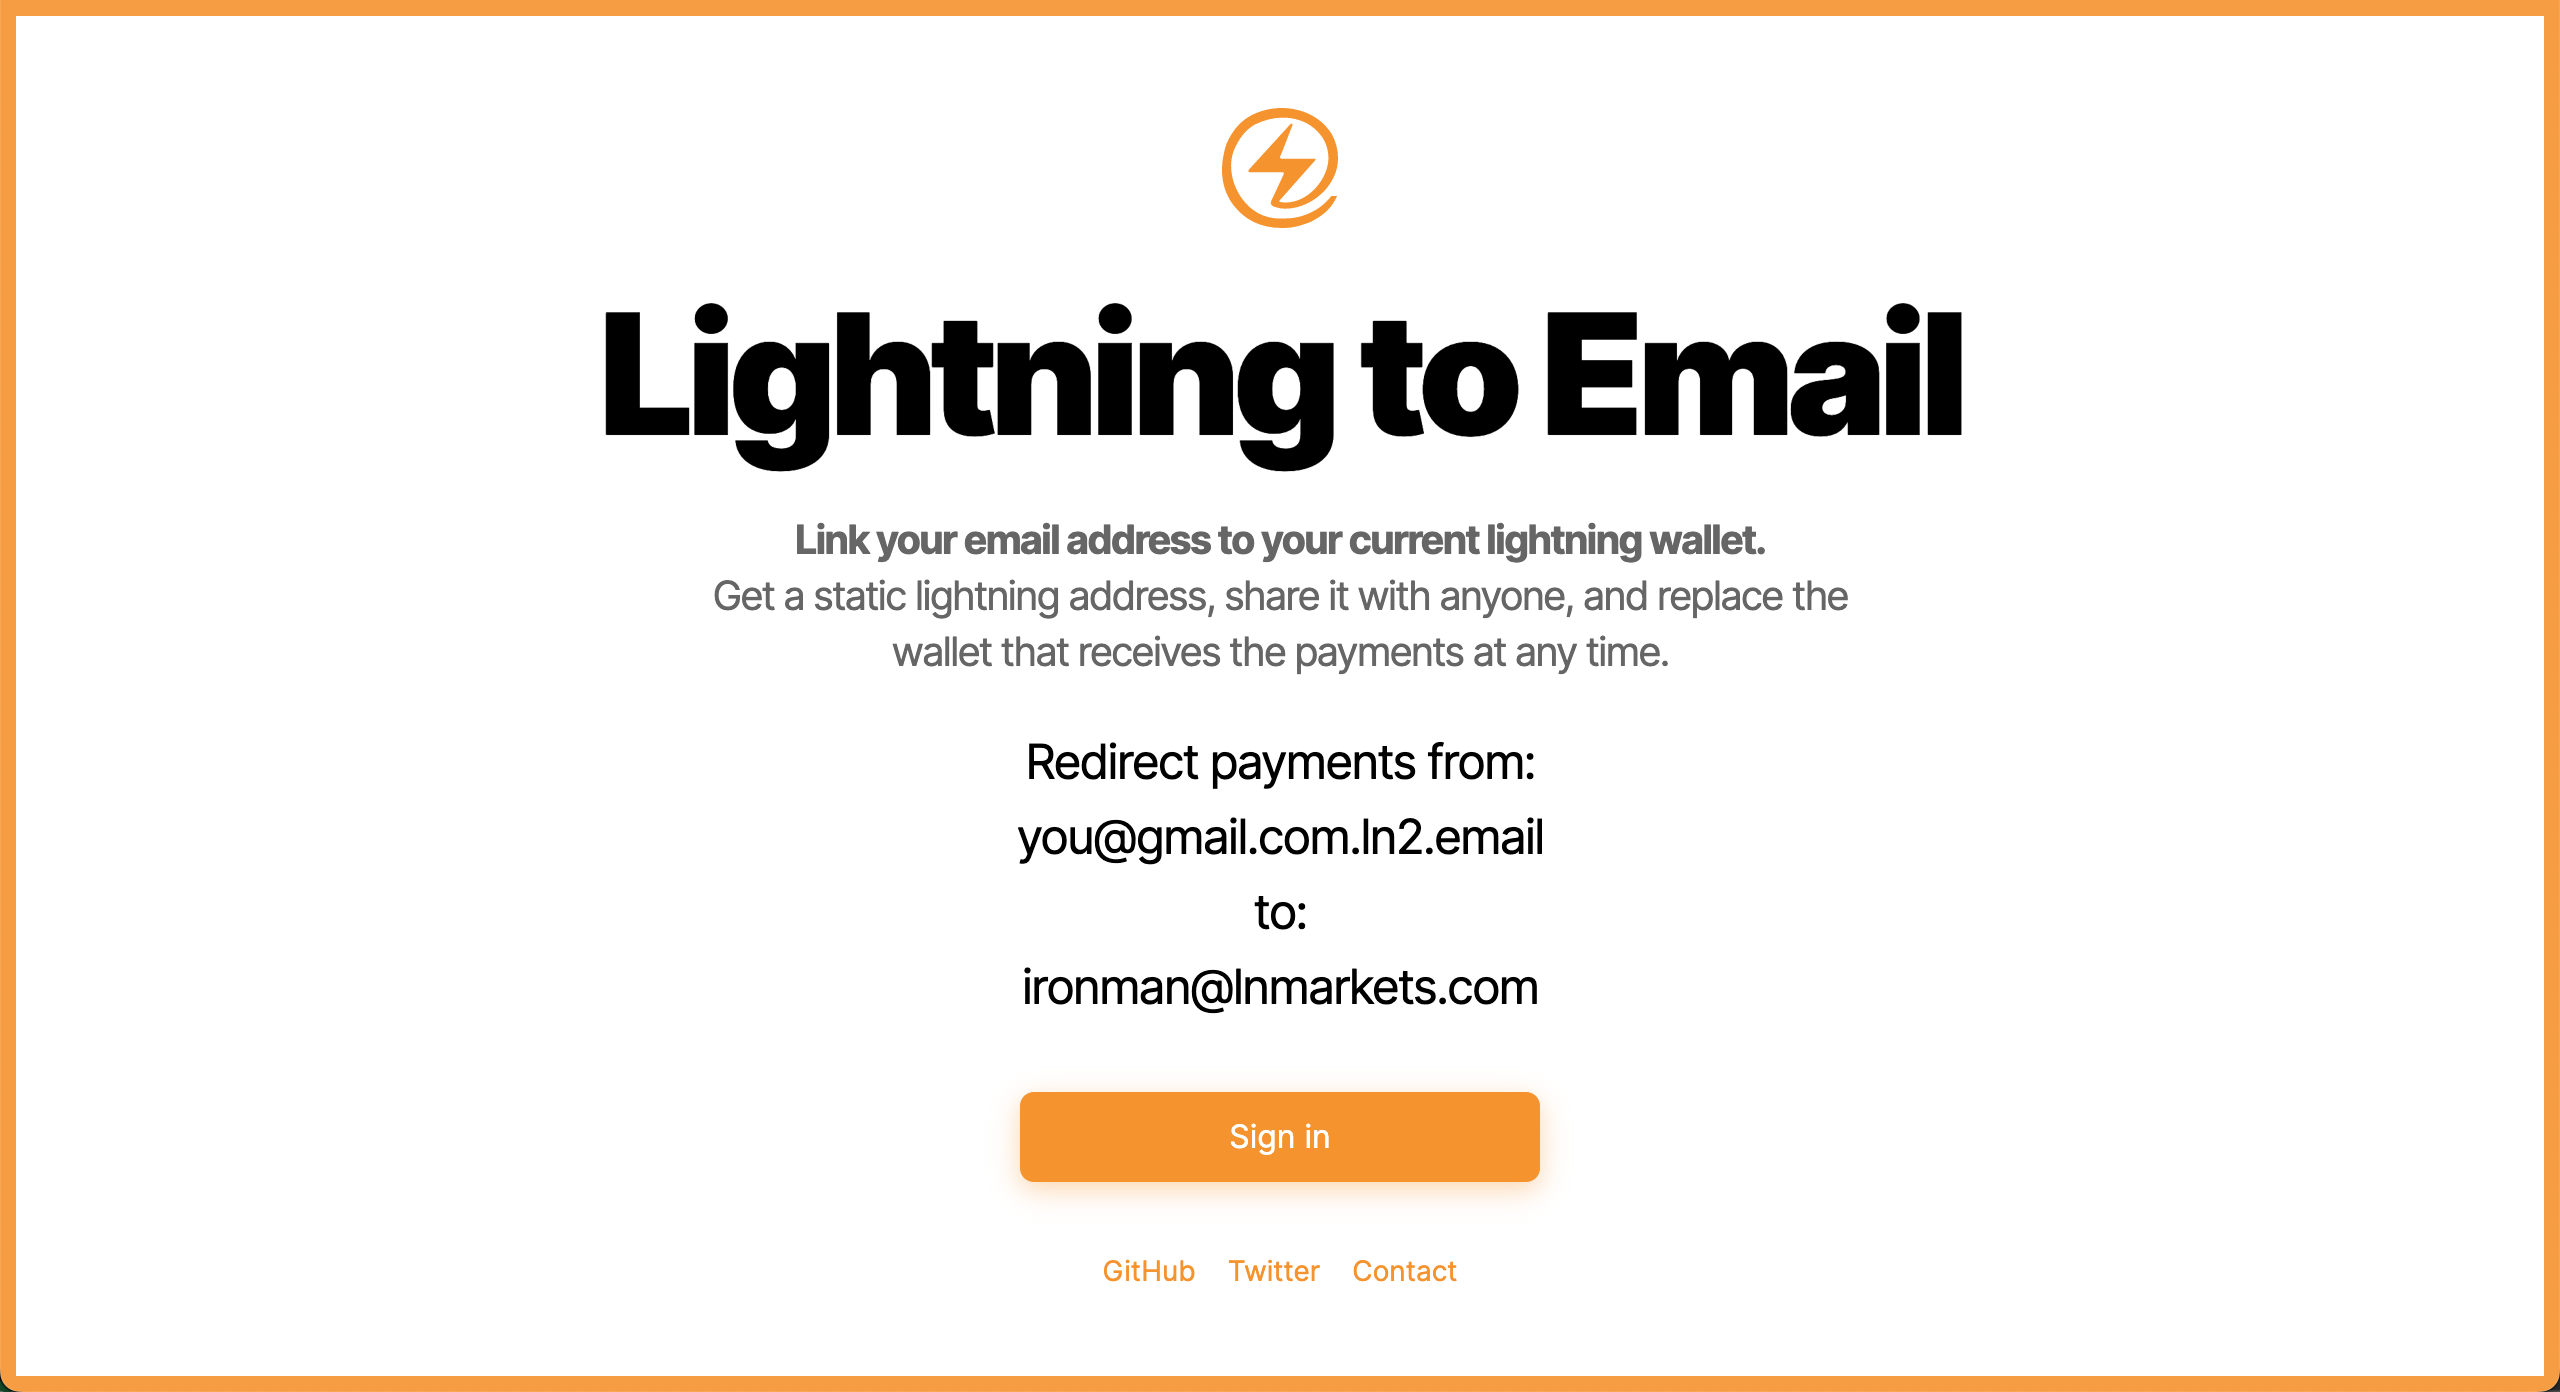 Lightning to Email
Link your email address to your current lightning wallet.
Get a static lightning address, share it with anyone, and replace the
wallet that receives the payments at any time.
Redirect payments from:
you@gmail.com.ln2.email
to:
ironman@lnmarkets.com
Sign in
GitHub Twitter Contact